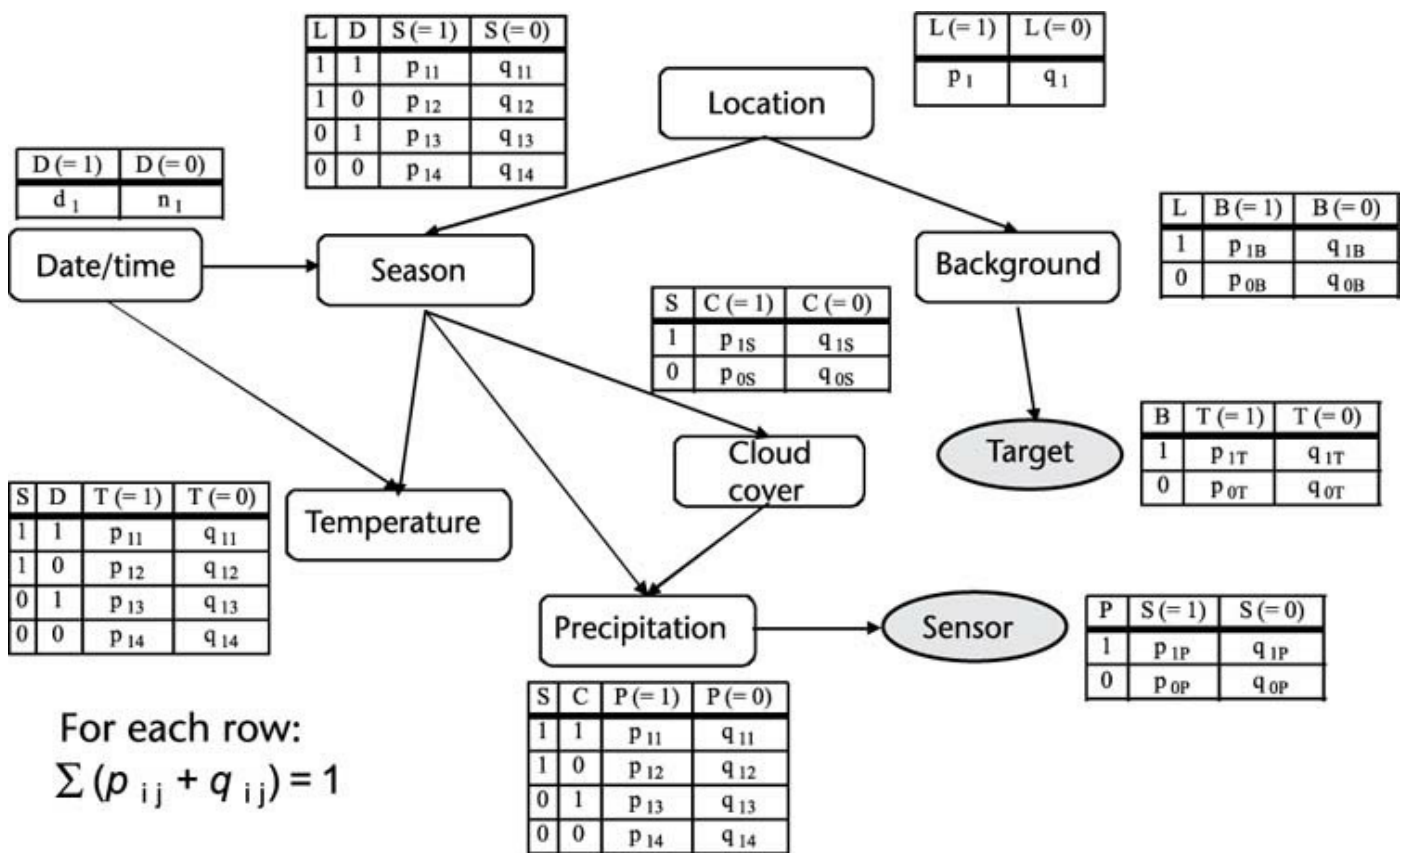 L D S (= 1) S (= 0)
1 1 p 11 q 11
1 0 p 12 q 12
0 1 p 13 q 13
0 0 p 14 q 14
L (= 1) L (= 0)
p 1 q 1
Location
D (= 1) D (= 0)
d 1 n 1
Date/time
Season
Background
L B (= 1) B (= 0)
1 p 1B q 1B
0 p 0B q 0B
S C (= 1) C (= 0)
1 p 1S q 1S
0 p 0S q 0S
Cloud
cover
Target
B T (= 1) T (= 0)
1 p 1T q 1T
0 p 0T q 0T
S D T (= 1) T (= 0)
1 1 p 11 q 11
1 0 p 12 q 12
0 1 p 13 q 13
0 0 p 14 q 14
Temperature
Precipitation
Sensor
P S (= 1) S (= 0)
1 p 1P q 1P
0 p 0P q 0P
S C P (= 1) P (= 0)
1 1 p 11 q 11
1 0 p 12 q 12
0 1 p 13 q 13
0 0 p 14 q 14
For each row:
∑ (p i j + q i j) = 1